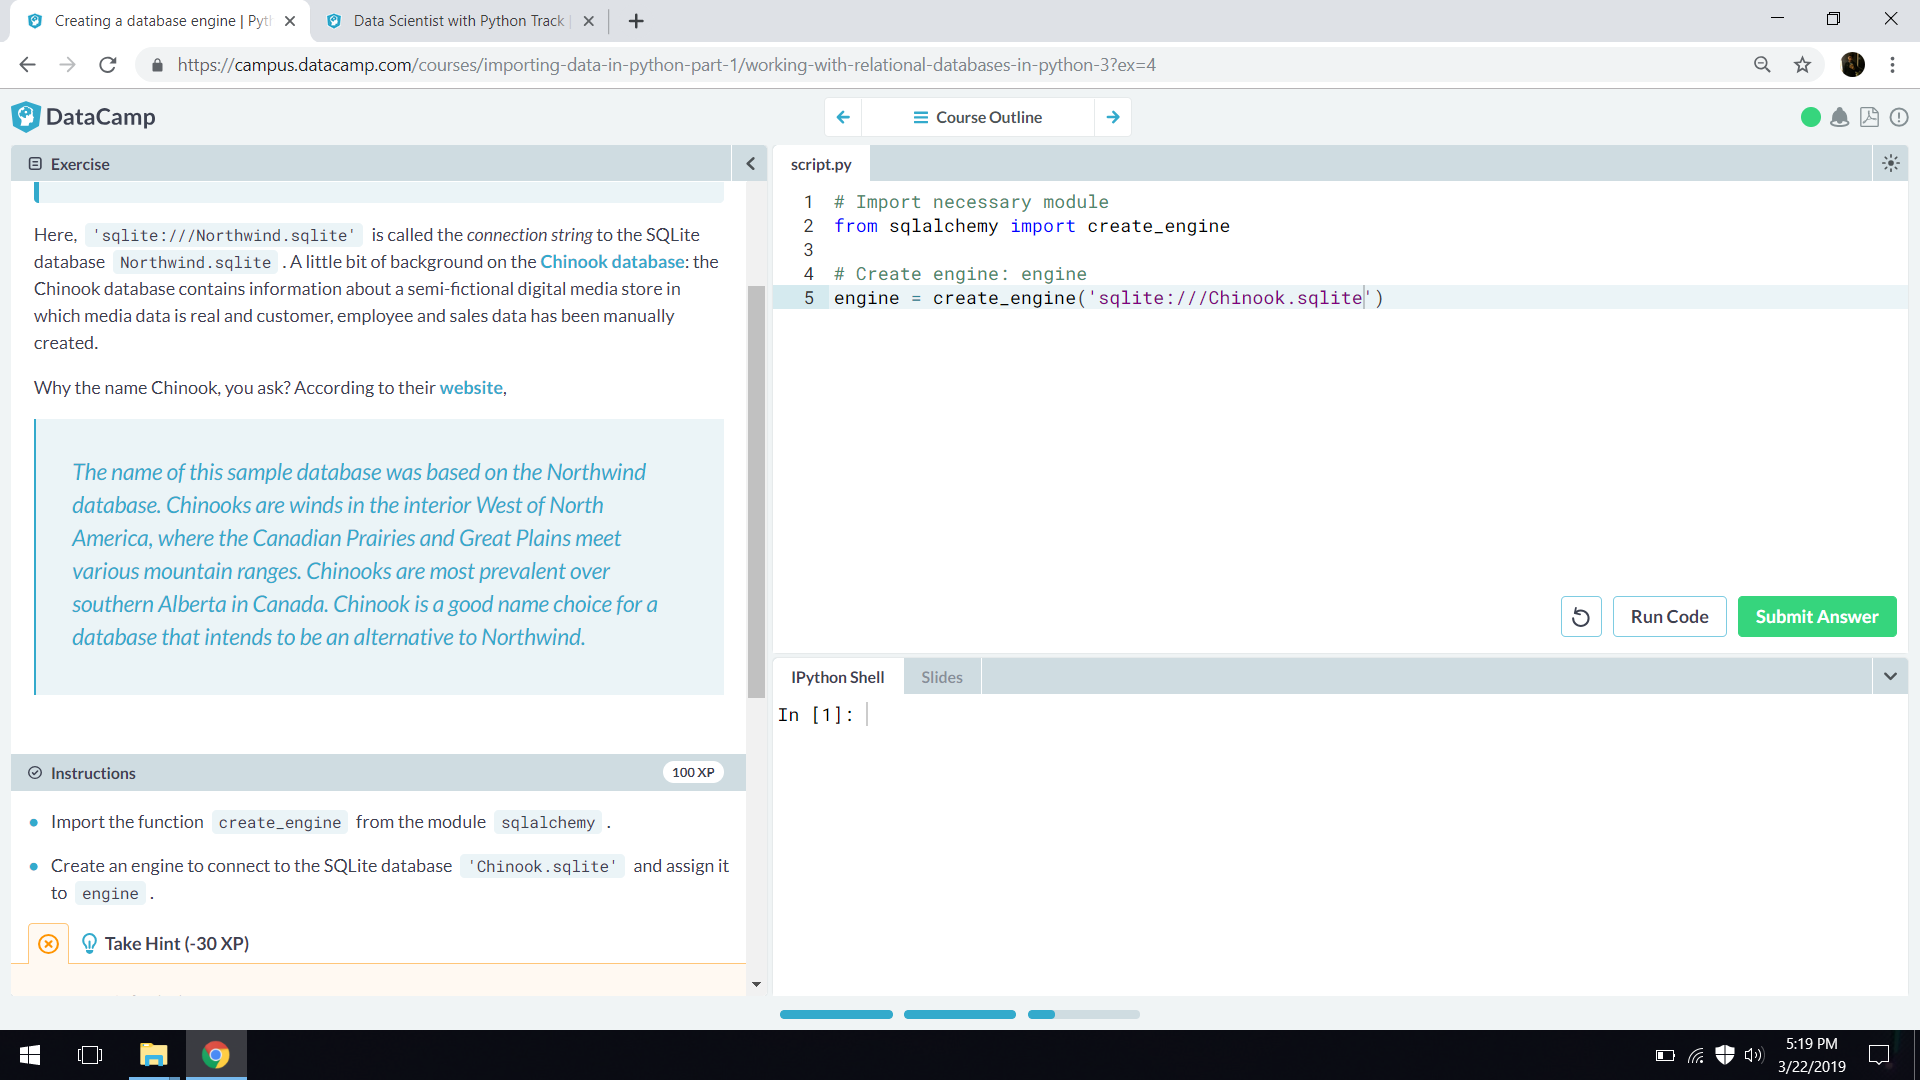 Creating a database engine | Pyth
Data Scientist with Python Track
https://campus.datacamp.com/courses/importing-data-in-python-part-1/working-with-relational-databases-in-python-3?ex=4
DataCamp
Course Outline
Exercise
Here, 'sqlite:///Northwind.sqlite' is called the connection string to the SQLite
database Northwind.sqlite . A little bit of background on the Chinook database: the
Chinook database contains information about a semi-fictional digital media store in
which media data is real and customer, employee and sales data has been manually
created.
Why the name Chinook, you ask? According to their website,
The name of this sample database was based on the Northwind
database. Chinooks are winds in the interior West of North
America, where the Canadian Prairies and Great Plains meet
various mountain ranges. Chinooks are most prevalent over
southern Alberta in Canada. Chinook is a good name choice for a
database that intends to be an alternative to Northwind.
Instructions
100 XP
Import the function create_engine from the module sqlalchemy .
Create an engine to connect to the SQLite database 'Chinook.sqlite' and assign it
to engine .
Take Hint (-30 XP)
script.py
1 # Import necessary module
2 from sqlalchemy import create_engine
3
4 # Create engine: engine
5 engine = create_engine('sqlite:///Chinook.sqlite')
Run Code
Submit Answer
IPython Shell
Slides
In [1]:
5:19 PM
3/22/2019